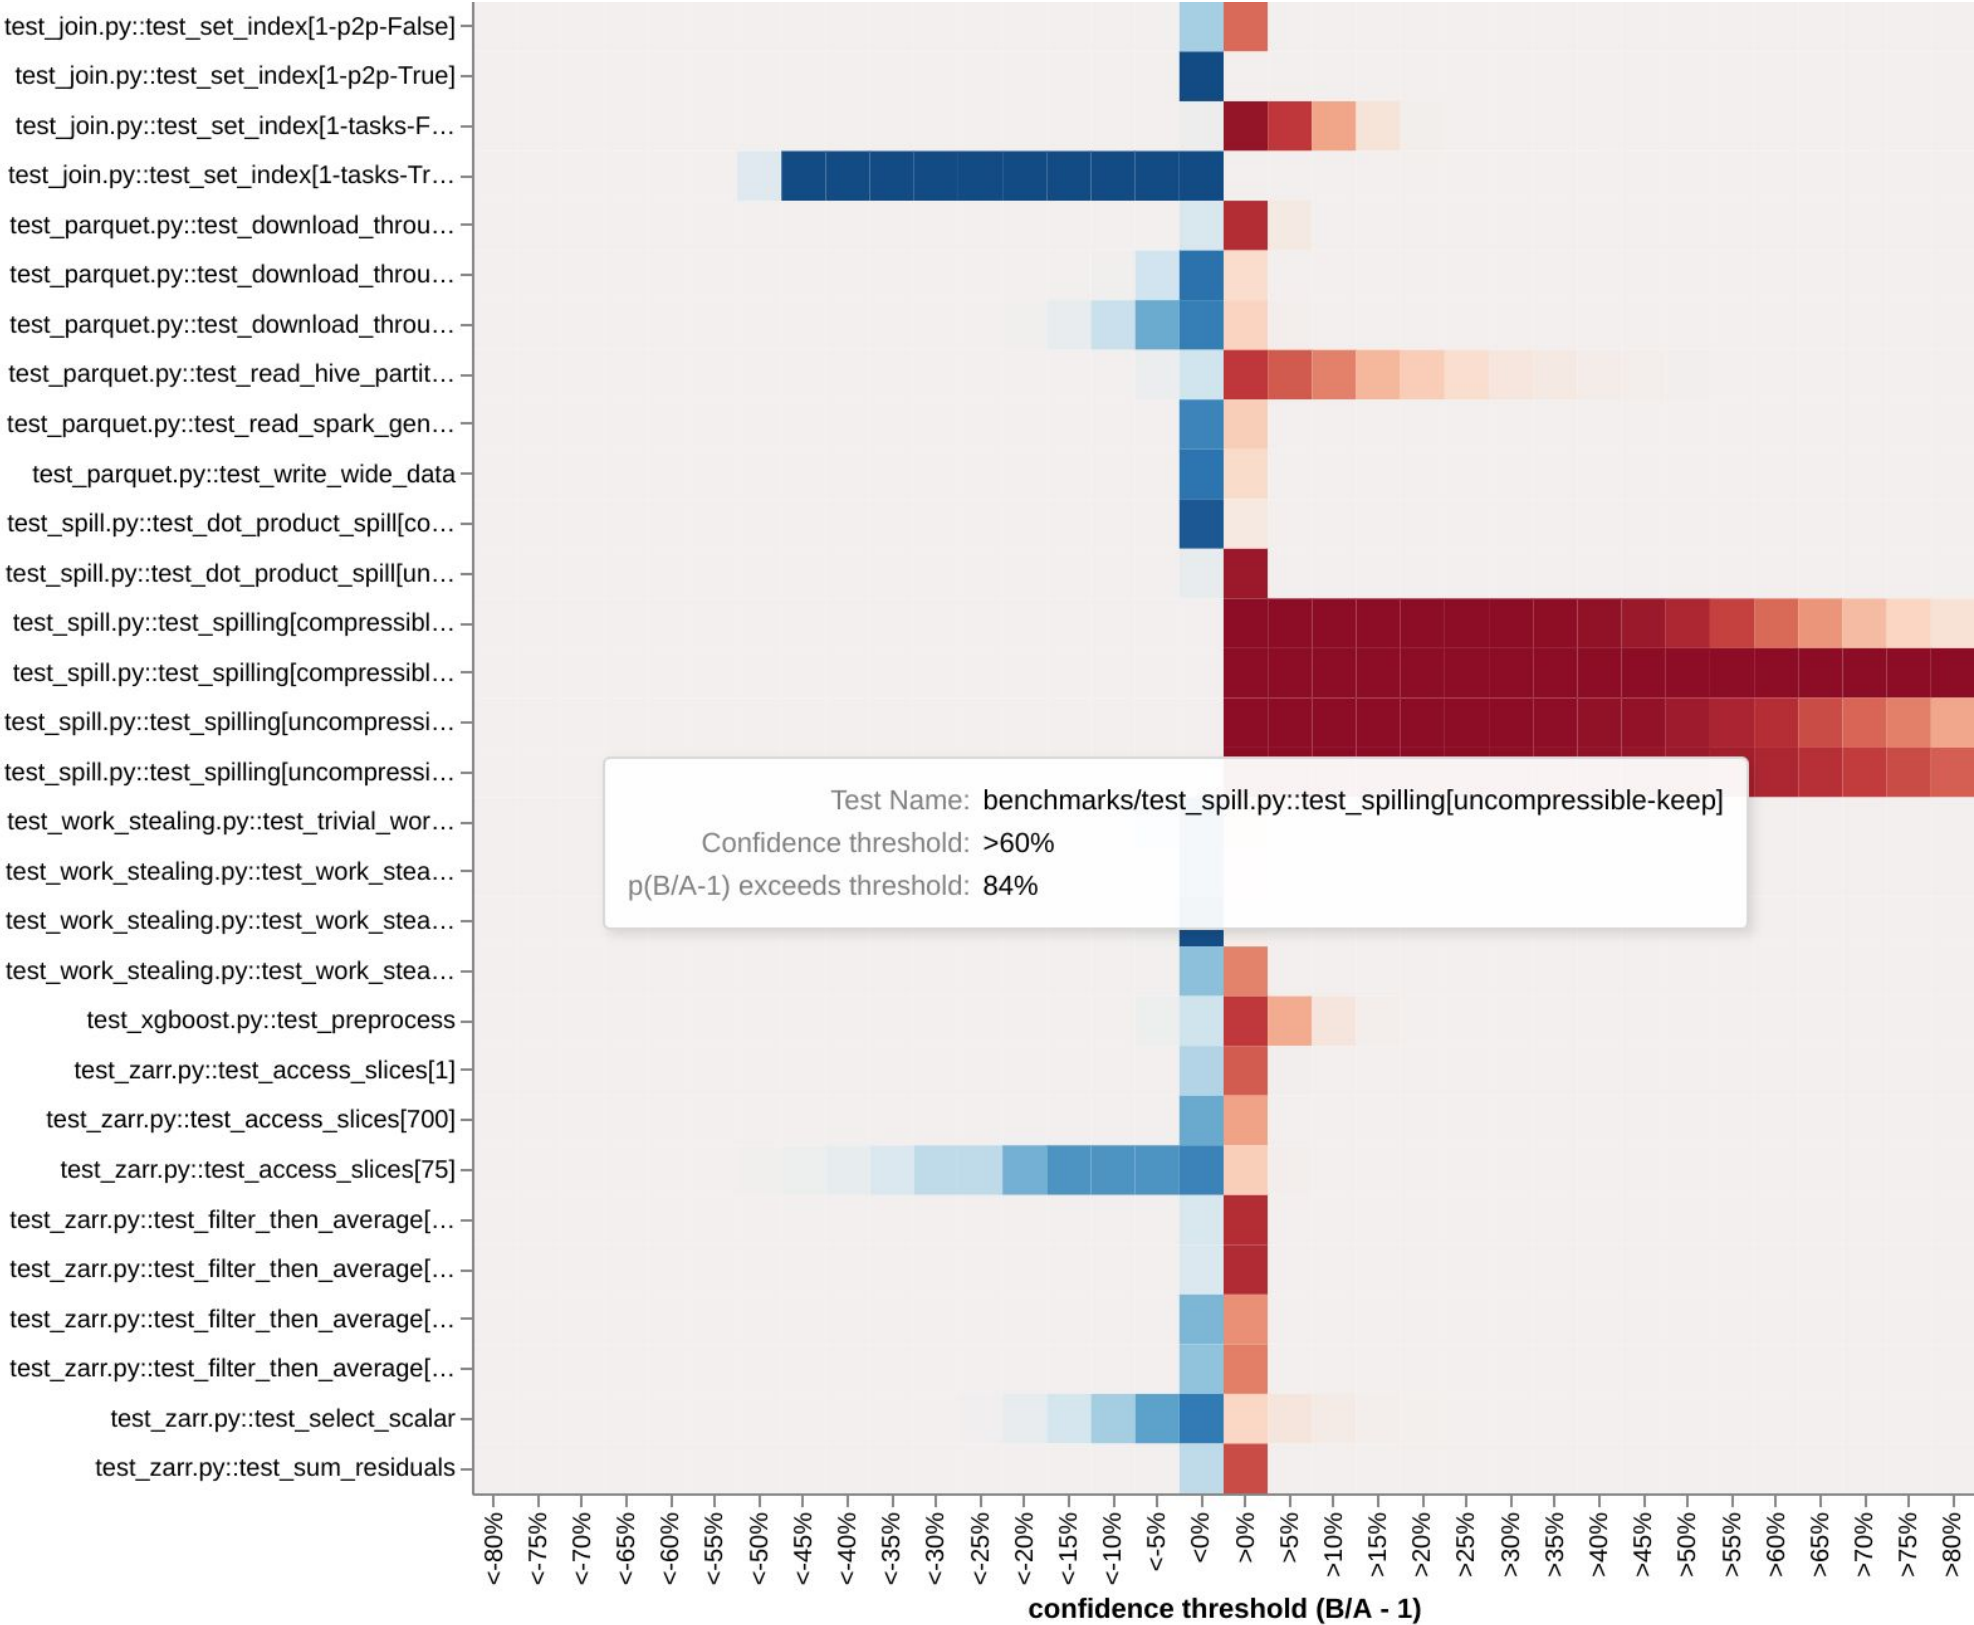 test_join.py::test_set_index[1-p2p-False]
test_join.py::test_set_index[1-p2p-True]
test_join.py::test_set_index[1-tasks-F…
test_join.py::test_set_index[1-tasks-Tr…
test_parquet.py::test_download_throu…
test_parquet.py::test_download_throu…
test_parquet.py::test_download_throu…
test_parquet.py::test_read_hive_partit…
test_parquet.py::test_read_spark_gen…
test_parquet.py::test_write_wide_data
test_spill.py::test_dot_product_spill[co…
test_spill.py::test_dot_product_spill[un…
test_spill.py::test_spilling[compressibl…
test_spill.py::test_spilling[compressibl…
test_spill.py::test_spilling[uncompressi…
test_spill.py::test_spilling[uncompressi…
test_work_stealing.py::test_trivial_wor…
test_work_stealing.py::test_work_stea…
test_work_stealing.py::test_work_stea…
test_work_stealing.py::test_work_stea…
test_xgboost.py::test_preprocess
test_zarr.py::test_access_slices[1]
test_zarr.py::test_access_slices[700]
test_zarr.py::test_access_slices[75]
test_zarr.py::test_filter_then_average[…
test_zarr.py::test_filter_then_average[…
test_zarr.py::test_filter_then_average[…
test_zarr.py::test_filter_then_average[…
test_zarr.py::test_select_scalar
test_zarr.py::test_sum_residuals
Test Name: benchmarks/test_spill.py::test_spilling[uncompressible-keep]
Confidence threshold: >60%
p(B/A-1) exceeds threshold: 84%
<-80%
<-75%
<-70%
<-65%
<-60%
<-55%
<-50%
<-45%
<-40%
<-35%
<-30%
<-25%
<-20%
<-15%
<-10%
<-5%
<0%
>0%
>5%
>10%
>15%
>20%
>25%
>30%
>35%
>40%
>45%
>50%
>55%
>60%
>65%
>70%
>75%
>80%
confidence threshold (B/A - 1)